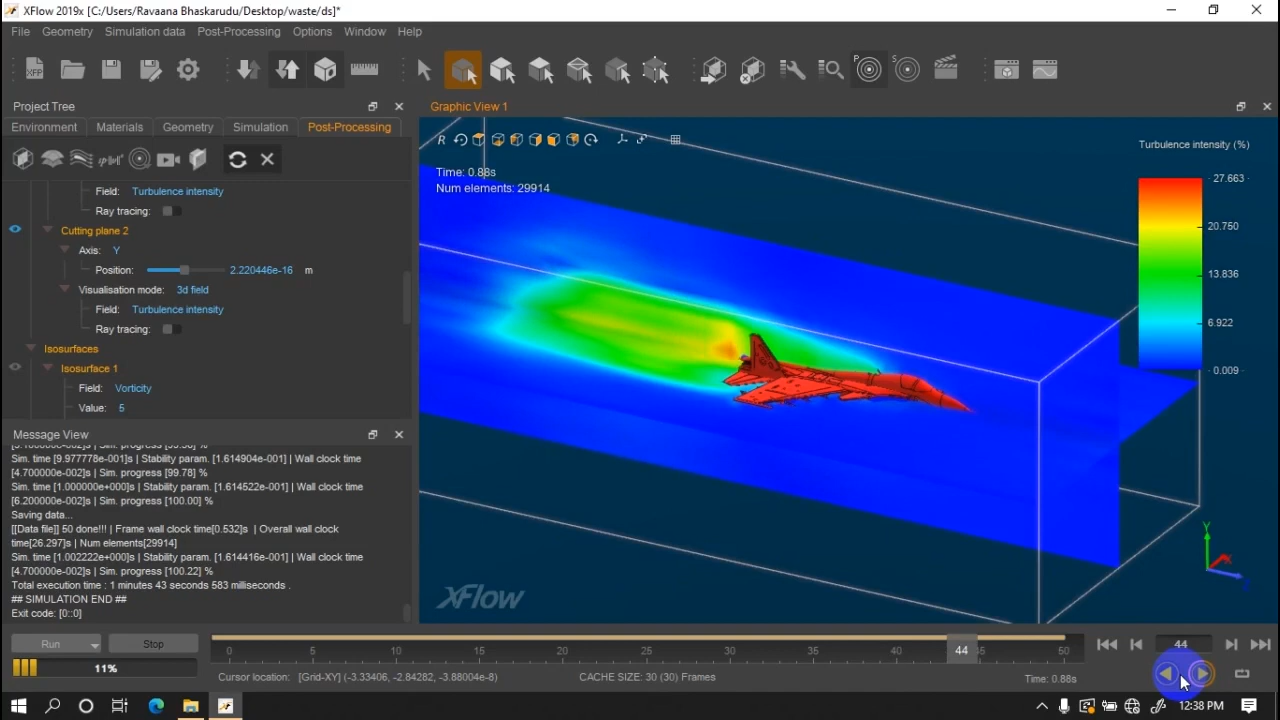 XFlow 2019x [C:/Users/Ravaana Bhaskarudu/Desktop/waste/ds]*
File Geometry Simulation data Post-Processing Options Window Help
XFP
P
S
Project Tree
Environment Materials Geometry Simulation Post-Processing
Field: Turbulence intensity
Ray tracing:
Cutting plane 2
Axis: Y
Position: 2.220446e-16 m
Visualisation mode: 3d field
Field: Turbulence intensity
Ray tracing:
Isosurfaces
Isosurface 1
Field: Vorticity
Value: 5
Message View
Sim. time [9.977778e-001]s | Stability param. [1.614904e-001] | Wall clock time
[4.700000e-002]s | Sim. progress [99.78] %
Sim. time [1.000000e+000]s | Stability param. [1.614522e-001] | Wall clock time
[6.200000e-002]s | Sim. progress [100.00] %
Saving data...
[[Data file]] 50 done!!! | Frame wall clock time[0.532]s | Overall wall clock
time[26.297]s | Num elements[29914]
Sim. time [1.002222e+000]s | Stability param. [1.614416e-001] | Wall clock time
[4.700000e-002]s | Sim. progress [100.22] %
Total execution time : 1 minutes 43 seconds 583 milliseconds .
## SIMULATION END ##
Exit code: [0::0]
Graphic View 1
R
Time: 0.88s
Num elements: 29914
Turbulence intensity (%)
27.663
20.750
13.836
6.922
0.009
Y
XFlow
Run Stop
11%
0 5 10 15 20 25 30 35 40 44 45 50
44
Cursor location: [Grid-XY] (-3.33406, -2.84282, -3.88004e-8) CACHE SIZE: 30 (30) Frames Time: 0.88s
12:38 PM